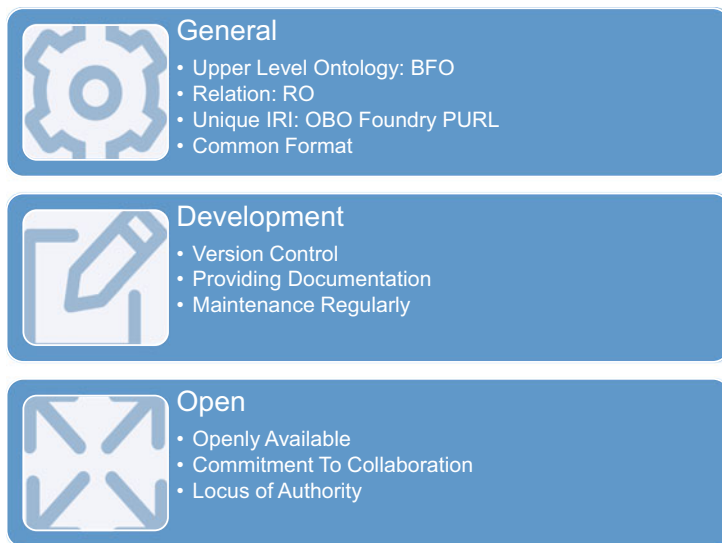 General
• Upper Level Ontology: BFO
• Relation: RO
• Unique IRI: OBO Foundry PURL
• Common Format
Development
• Version Control
• Providing Documentation
• Maintenance Regularly
Open
• Openly Available
• Commitment To Collaboration
• Locus of Authority